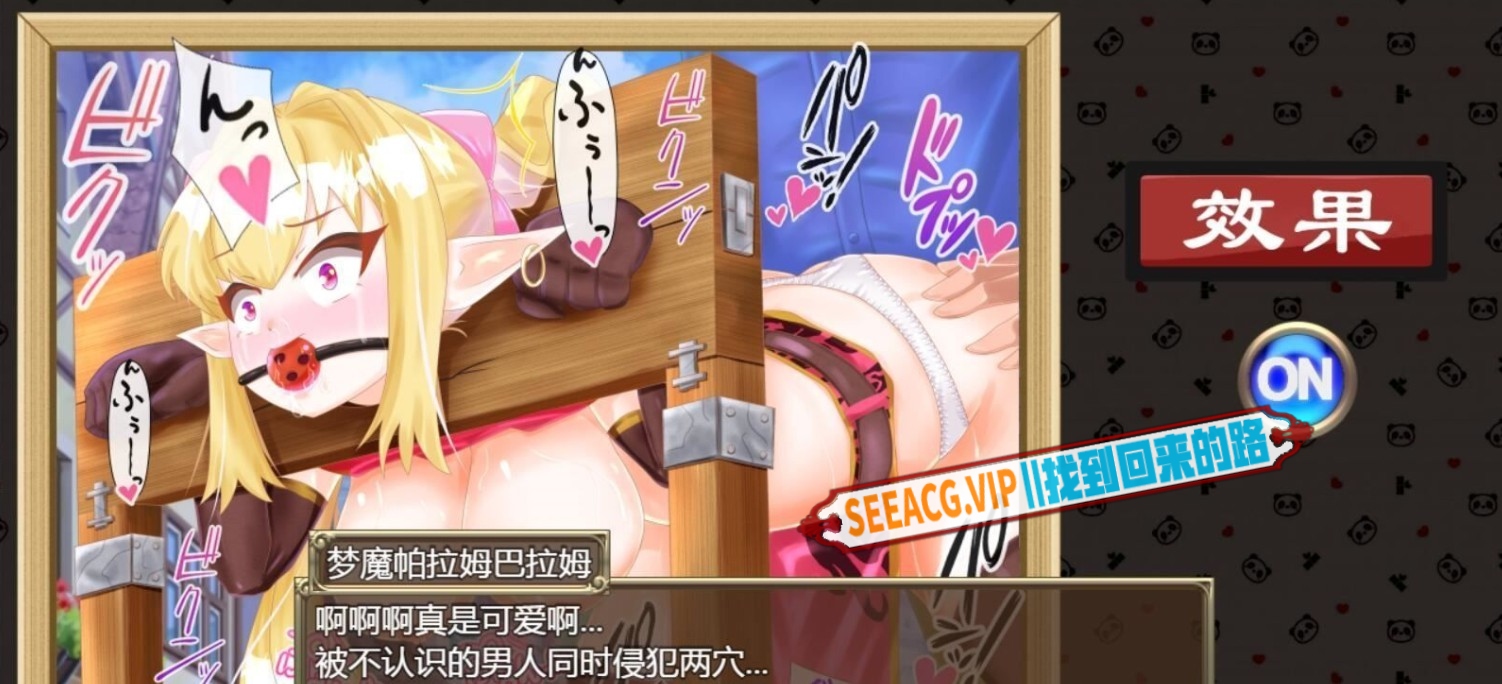 ビクッ
んっ
んふぅーっ
ビクンッ
ドプッ
んふぅーっ
ビクンッ
效果
ON
SEEACG.VIP||找到回来的路
梦魔帕拉姆巴拉姆
啊啊啊真是可爱啊...
被不认识的男人同时侵犯两穴...